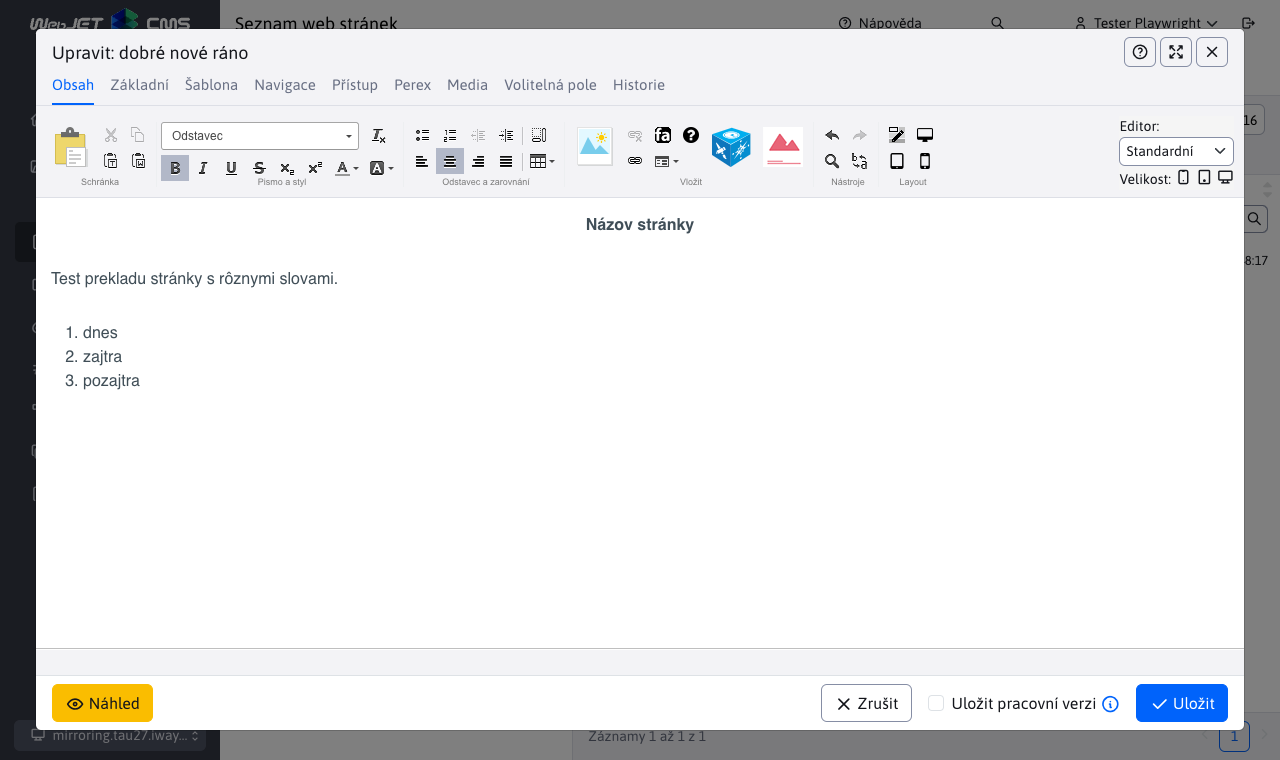 WebJET CMS
Seznam web stránek
Nápověda
Tester Playwright
Upravit: dobré nové ráno
Obsah Základní Šablona Navigace Přístup Perex Media Volitelná pole Historie
Odstavec
Schránka
Písmo a styl
Odstavec a zarovnání
Vložit
Nástroje
Layout
Editor:
Standardní
Velikost:
16
8:17
Názov stránky
Test prekladu stránky s rôznymi slovami.
1. dnes
2. zajtra
3. pozajtra
Náhled
Zrušit
Uložit pracovní verzi
Uložit
mirroring.tau27.iway...
Záznamy 1 až 1 z 1
1